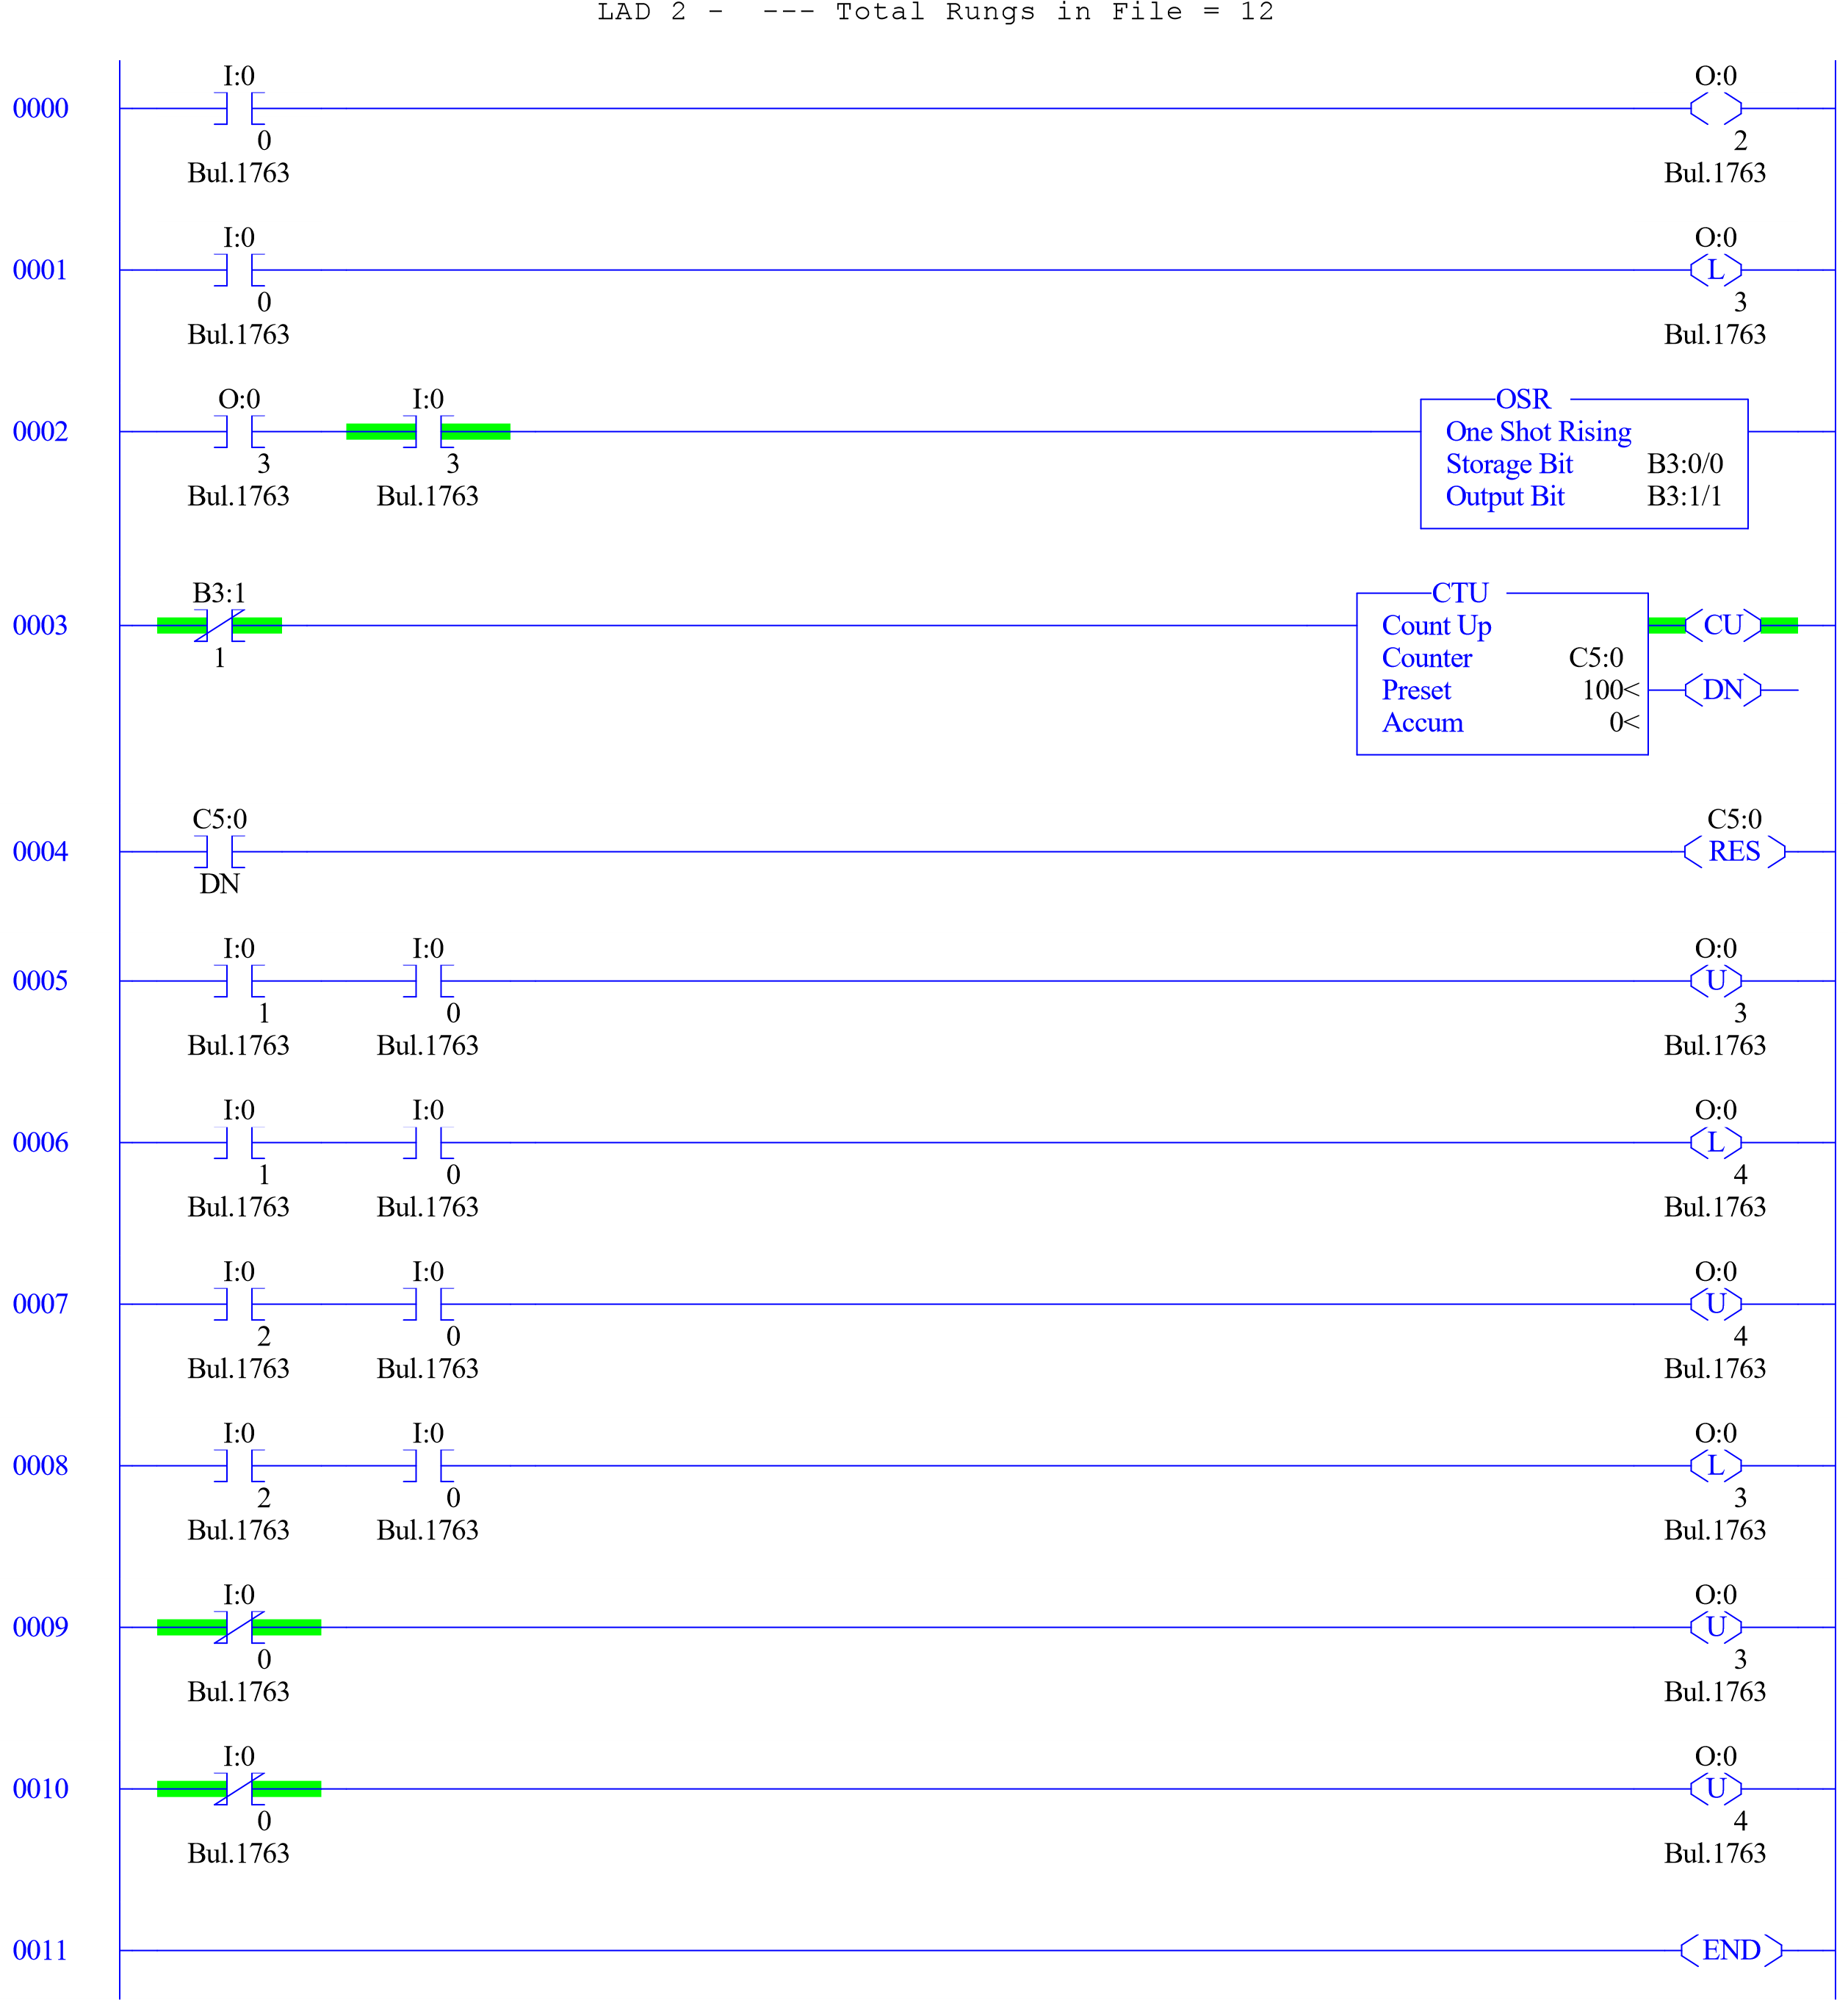 LAD 2 -  --- Total Rungs in File = 12
I:0 O:0
0000
0 2
Bul.1763 Bul.1763
I:0 O:0
0001 L
0 3
Bul.1763 Bul.1763
O:0 I:0 OSR
0002 One Shot Rising
3 3 Storage Bit B3:0/0
Bul.1763 Bul.1763 Output Bit B3:1/1
B3:1 CTU
0003 Count Up CU
1 Counter C5:0
Preset 100< DN
Accum 0<
C5:0 C5:0
0004 RES
DN
I:0 I:0 O:0
0005 U
1 0 3
Bul.1763 Bul.1763 Bul.1763
I:0 I:0 O:0
0006 L
1 0 4
Bul.1763 Bul.1763 Bul.1763
I:0 I:0 O:0
0007 U
2 0 4
Bul.1763 Bul.1763 Bul.1763
I:0 I:0 O:0
0008 L
2 0 3
Bul.1763 Bul.1763 Bul.1763
I:0 O:0
0009 U
0 3
Bul.1763 Bul.1763
I:0 O:0
0010 U
0 4
Bul.1763 Bul.1763
0011 END